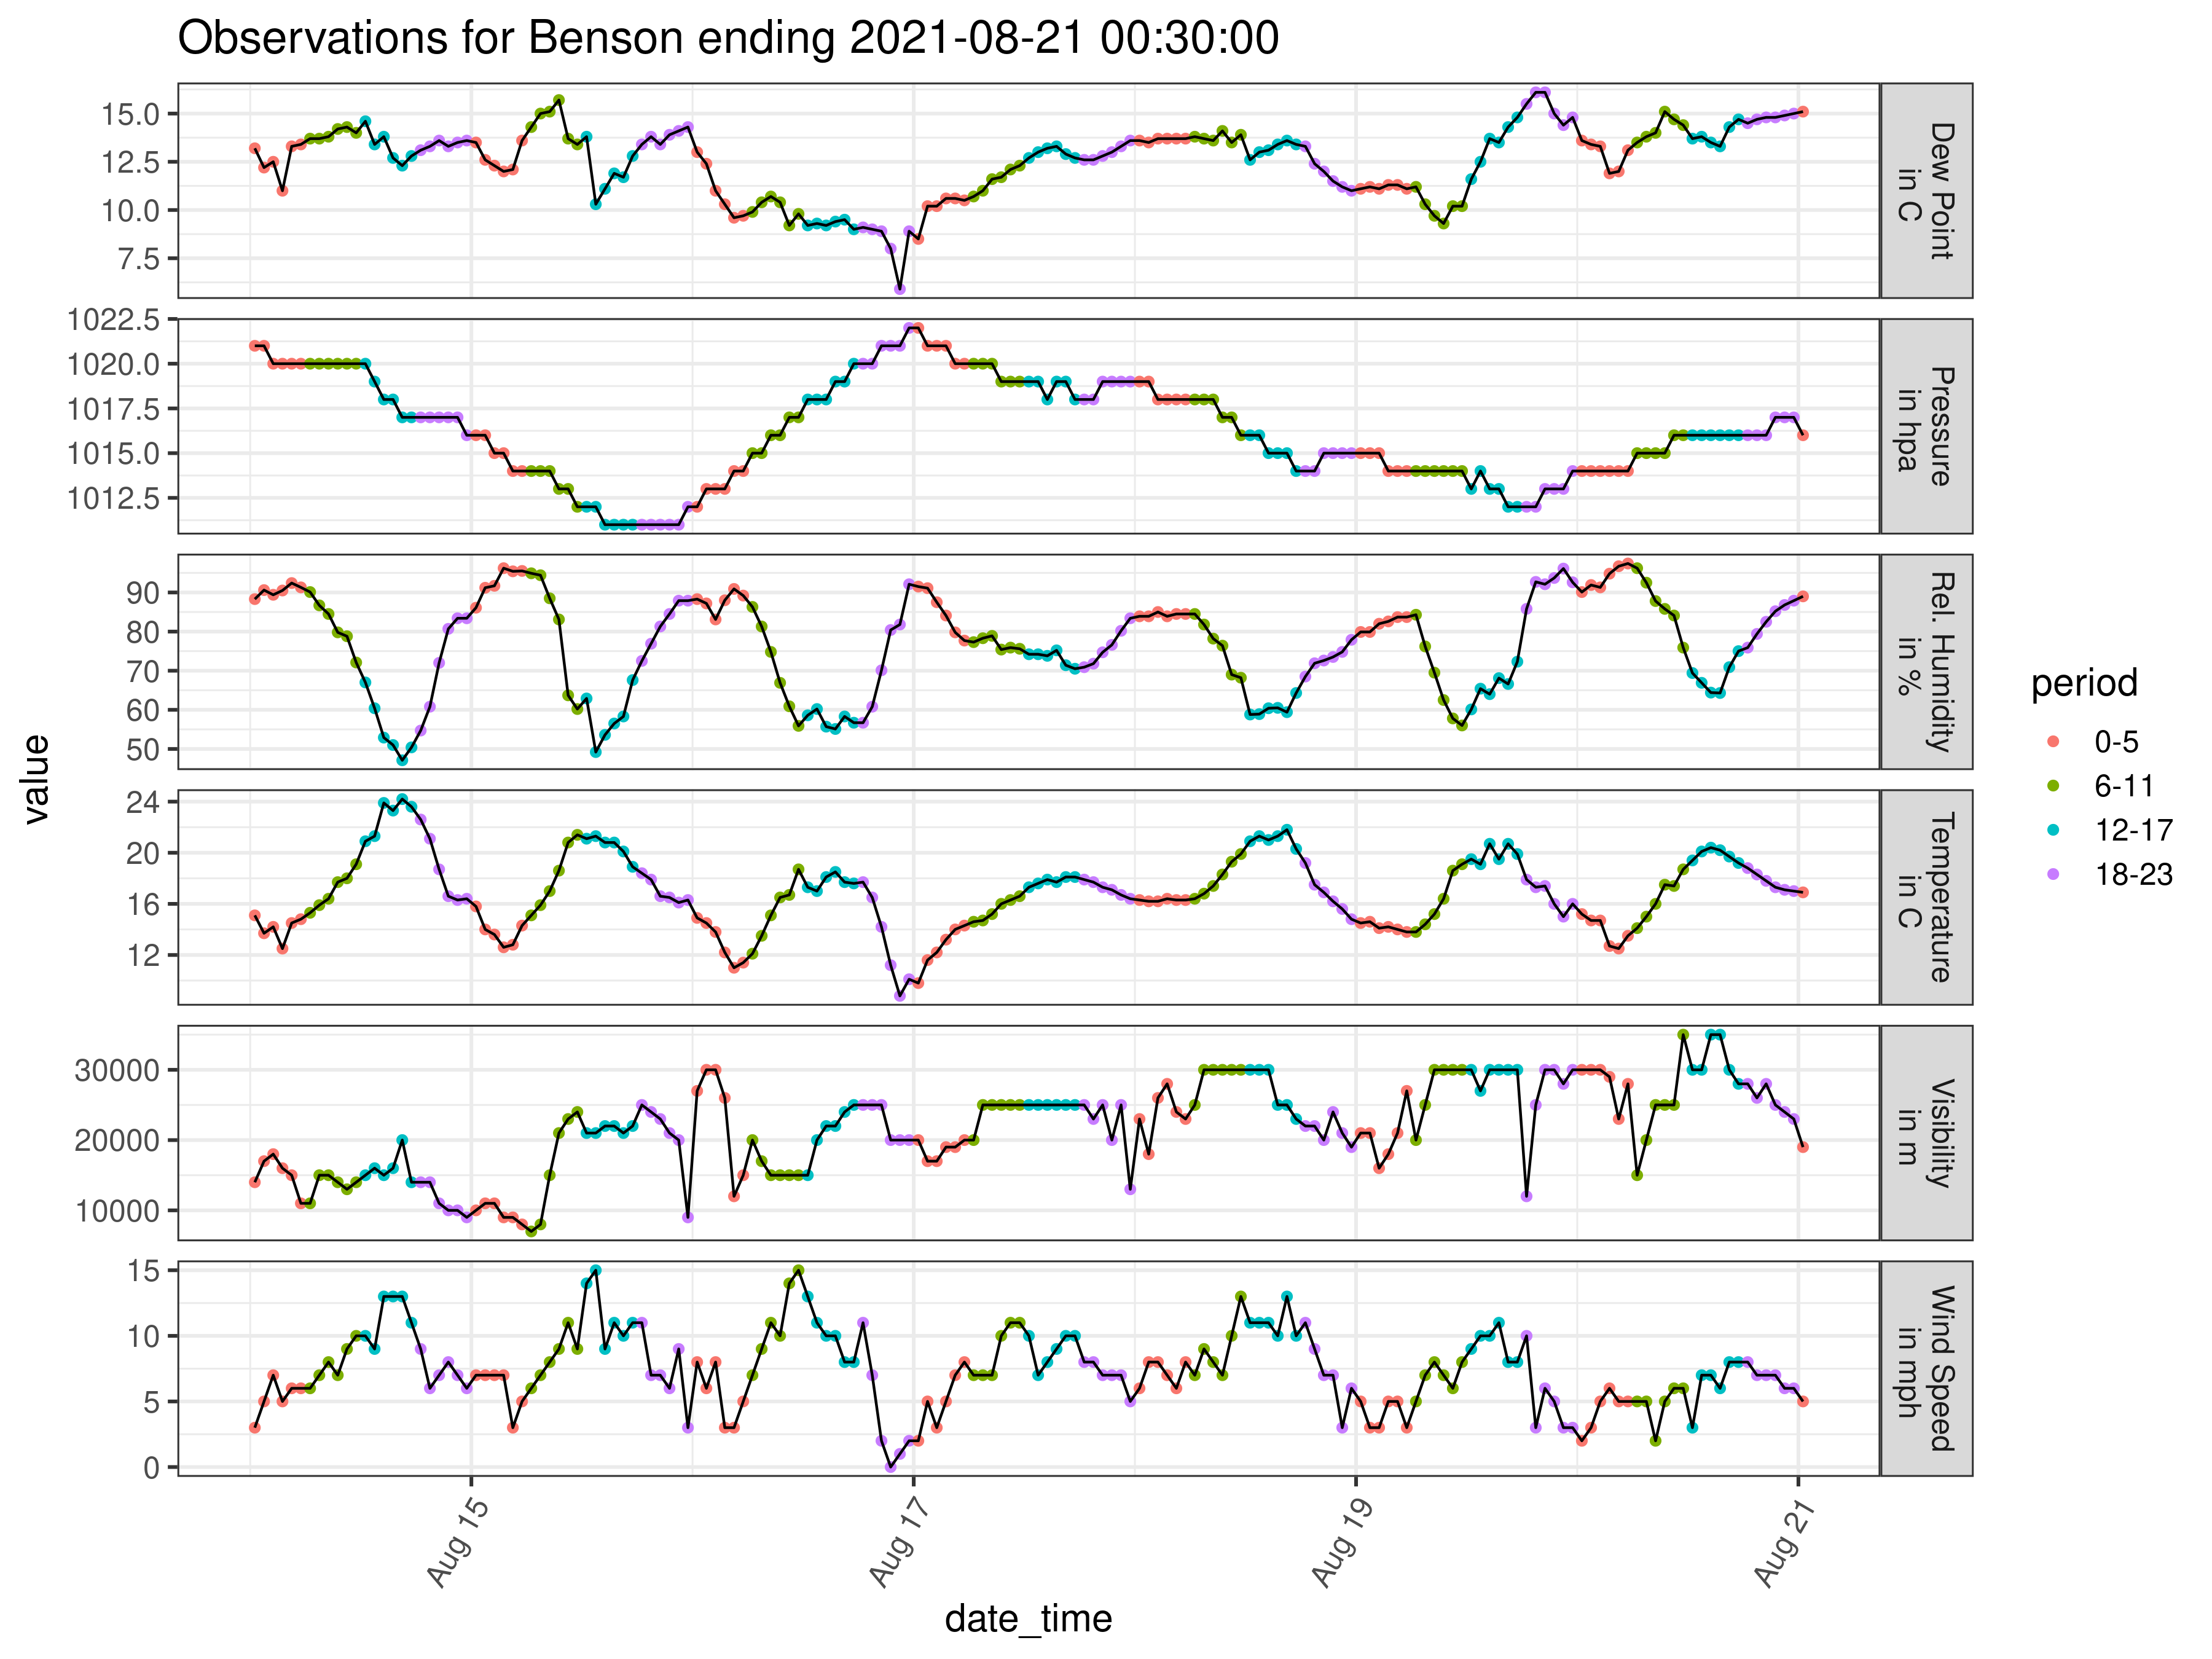 Observations for Benson ending 2021-08-21 00:30:00
value
15.0
12.5
10.0
7.5
Dew Point
in C
1022.5
1020.0
1017.5
1015.0
1012.5
Pressure
in hpa
90
80
70
60
50
Rel. Humidity
in %
24
20
16
12
Temperature
in C
30000
20000
10000
Visibility
in m
15
10
5
0
Wind Speed
in mph
Aug 15
Aug 17
Aug 19
Aug 21
date_time
period
0-5
6-11
12-17
18-23